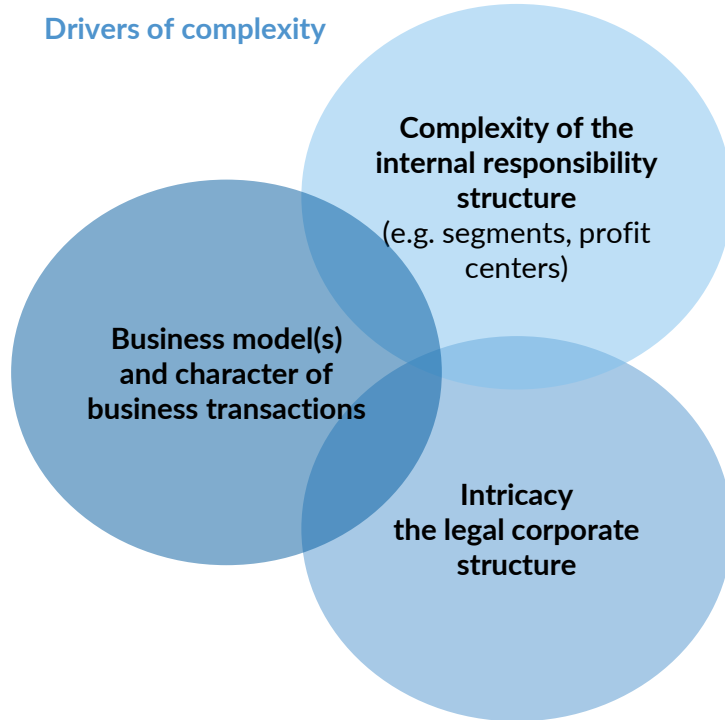 Drivers of complexity
Complexity of the
internal responsibility
structure
(e.g. segments, profit
centers)
Business model(s)
and character of
business transactions
Intricacy
the legal corporate
structure